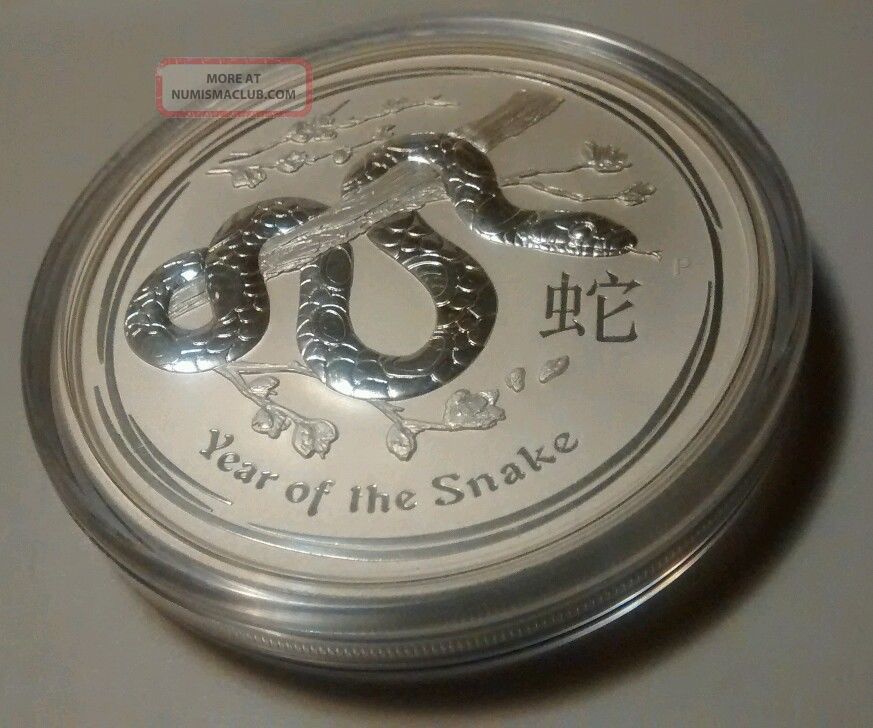 MORE AT
NUMISMACLUB.COM
P
蛇
Year of the Snake